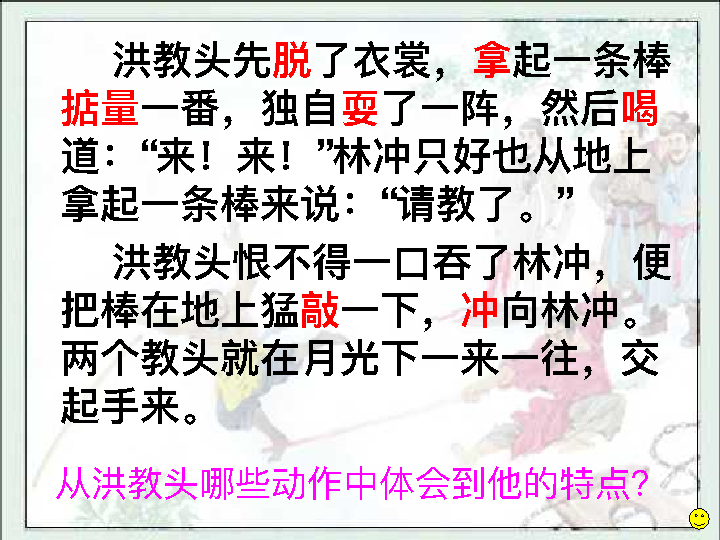 洪教头先脱了衣裳，拿起一条棒
掂量一番，独自耍了一阵，然后喝
道：“来！来！”林冲只好也从地上
拿起一条棒来说：“请教了。”
洪教头恨不得一口吞了林冲，便
把棒在地上猛敲一下，冲向林冲。
两个教头就在月光下一来一往，交
起手来。
从洪教头哪些动作中体会到他的特点？